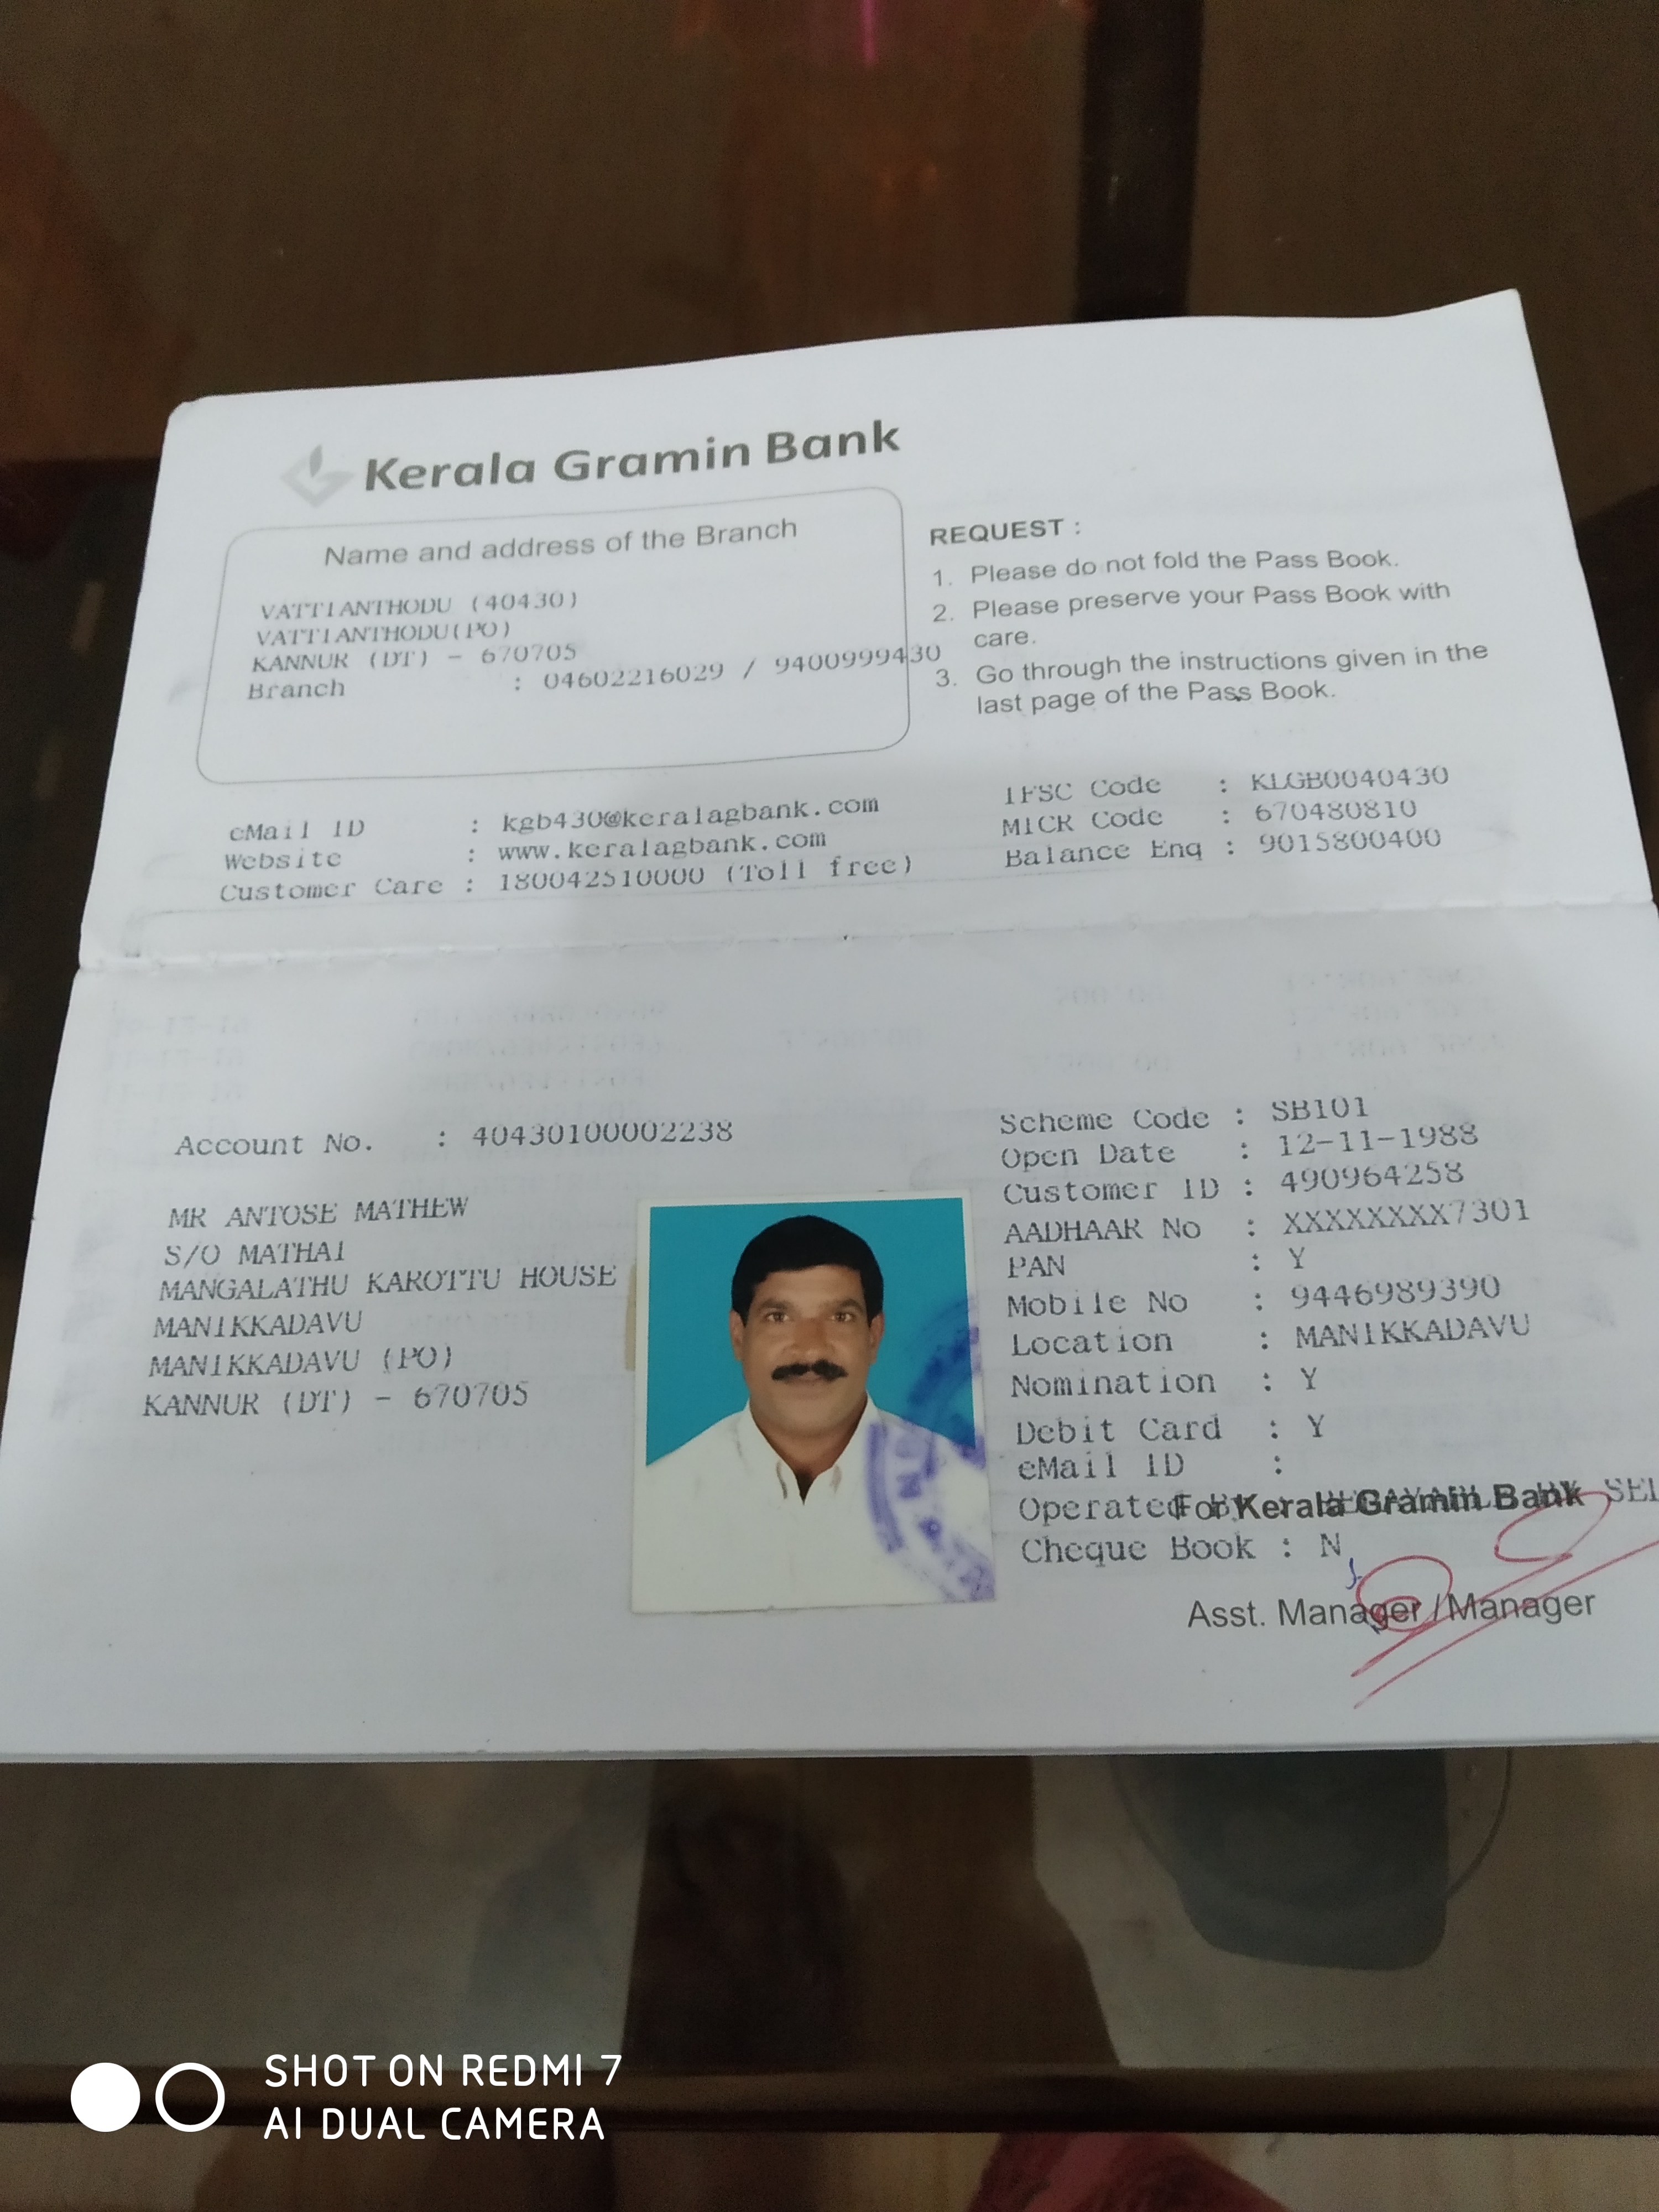 Kerala Gramin Bank
Name and address of the Branch
VATTIANTHODU (40430)
VATTIANTHODU(PO)
KANNUR (DT) - 670705
Branch : 04602216029 / 9400999430
REQUEST :
1. Please do not fold the Pass Book.
2. Please preserve your Pass Book with
care.
3. Go through the instructions given in the
last page of the Pass Book.
eMail ID : kgb430@keralagbank.com
Website : www.keralagbank.com
Customer Care : 180042510000 (Toll free)
IFSC Code : KLGB0040430
MICR Code : 670480810
Balance Enq : 9015800400
Account No. : 40430100002238
MR ANTOSE MATHEW
S/O MATHAI
MANGALATHU KAROTTU HOUSE
MANIKKADAVU
MANIKKADAVU (PO)
KANNUR (DT) - 670705
Scheme Code : SB101
Open Date : 12-11-1988
Customer ID : 490964258
AADHAAR No : XXXXXXXX7301
PAN : Y
Mobile No : 9446989390
Location : MANIKKADAVU
Nomination : Y
Debit Card : Y
eMail ID :
Operated By :
For Kerala Gramin Bank
Cheque Book : N
Asst. Manager / Manager
SHOT ON REDMI 7
AI DUAL CAMERA